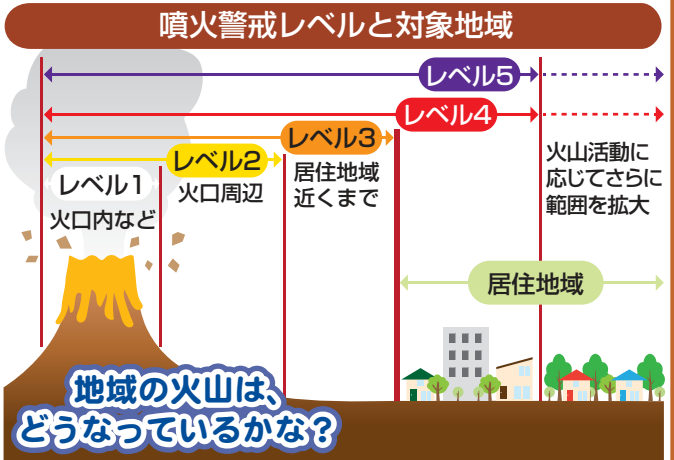 噴火警戒レベルと対象地域
レベル5
レベル4
レベル3
レベル2
レベル1
火口内など
火口周辺
居住地域
近くまで
火山活動に
応じてさらに
範囲を拡大
居住地域
地域の火山は、
どうなっているかな？